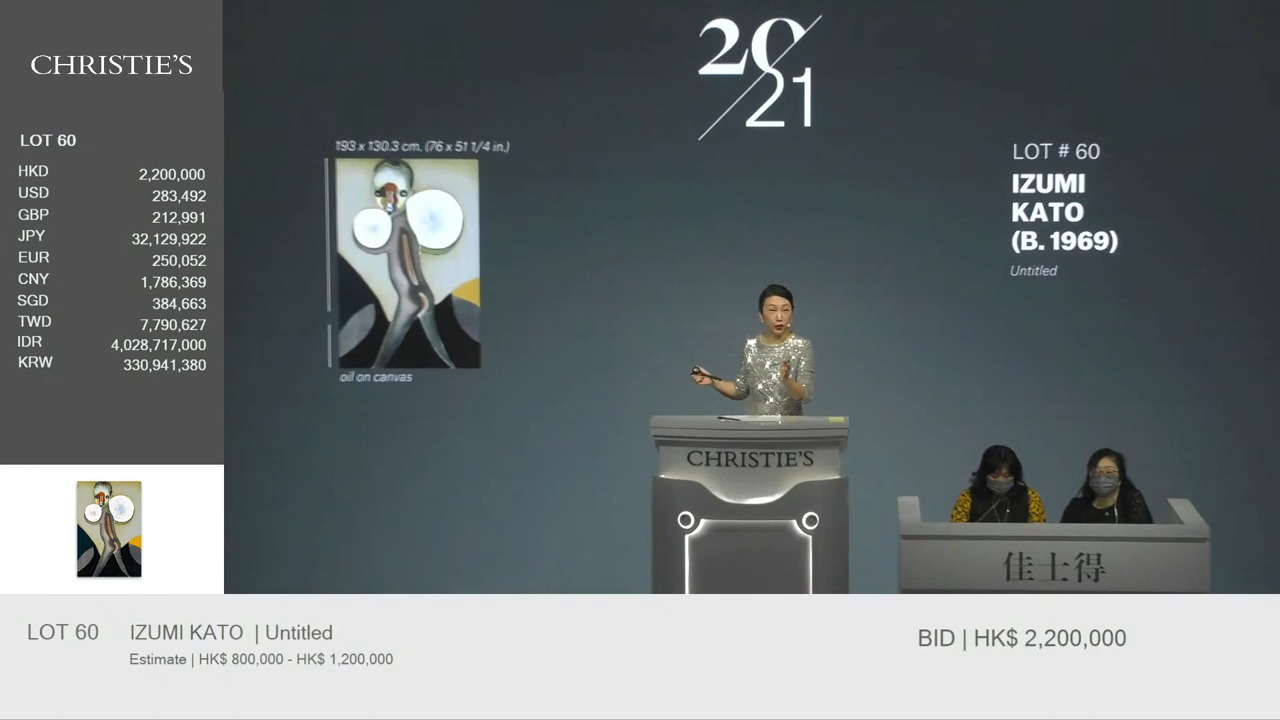 CHRISTIE'S
LOT 60
HKD 2,200,000
USD 283,492
GBP 212,991
JPY 32,129,922
EUR 250,052
CNY 1,786,369
SGD 384,663
TWD 7,790,627
IDR 4,028,717,000
KRW 330,941,380
20/21
193 x 130.3 cm. (76 x 51 1/4 in.)
oil on canvas
LOT # 60
IZUMI
KATO
(B. 1969)
Untitled
CHRISTIE'S
佳士得
LOT 60 IZUMI KATO | Untitled
Estimate | HK$ 800,000 - HK$ 1,200,000
BID | HK$ 2,200,000